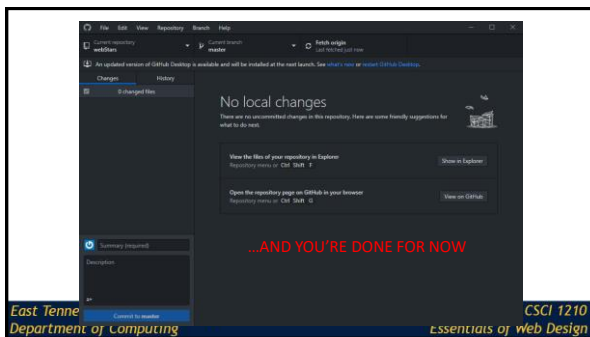 File Edit View Repository Branch Help
Current repository
webStars
Current branch
master
Fetch origin
Last fetched just now
An updated version of GitHub Desktop is available and will be installed at the next launch. See what's new or restart GitHub Desktop.
Changes History
0 changed files
No local changes
There are no uncommitted changes in this repository. Here are some friendly suggestions for
what to do next.
View the files of your repository in Explorer
Repository menu or Ctrl Shift F
Show in Explorer
Open the repository page on GitHub in your browser
Repository menu or Ctrl Shift G
View on GitHub
...AND YOU'RE DONE FOR NOW
Summary (required)
Description
Commit to master
East Tenne
CSCI 1210
Department of Computing
Essentials of Web Design